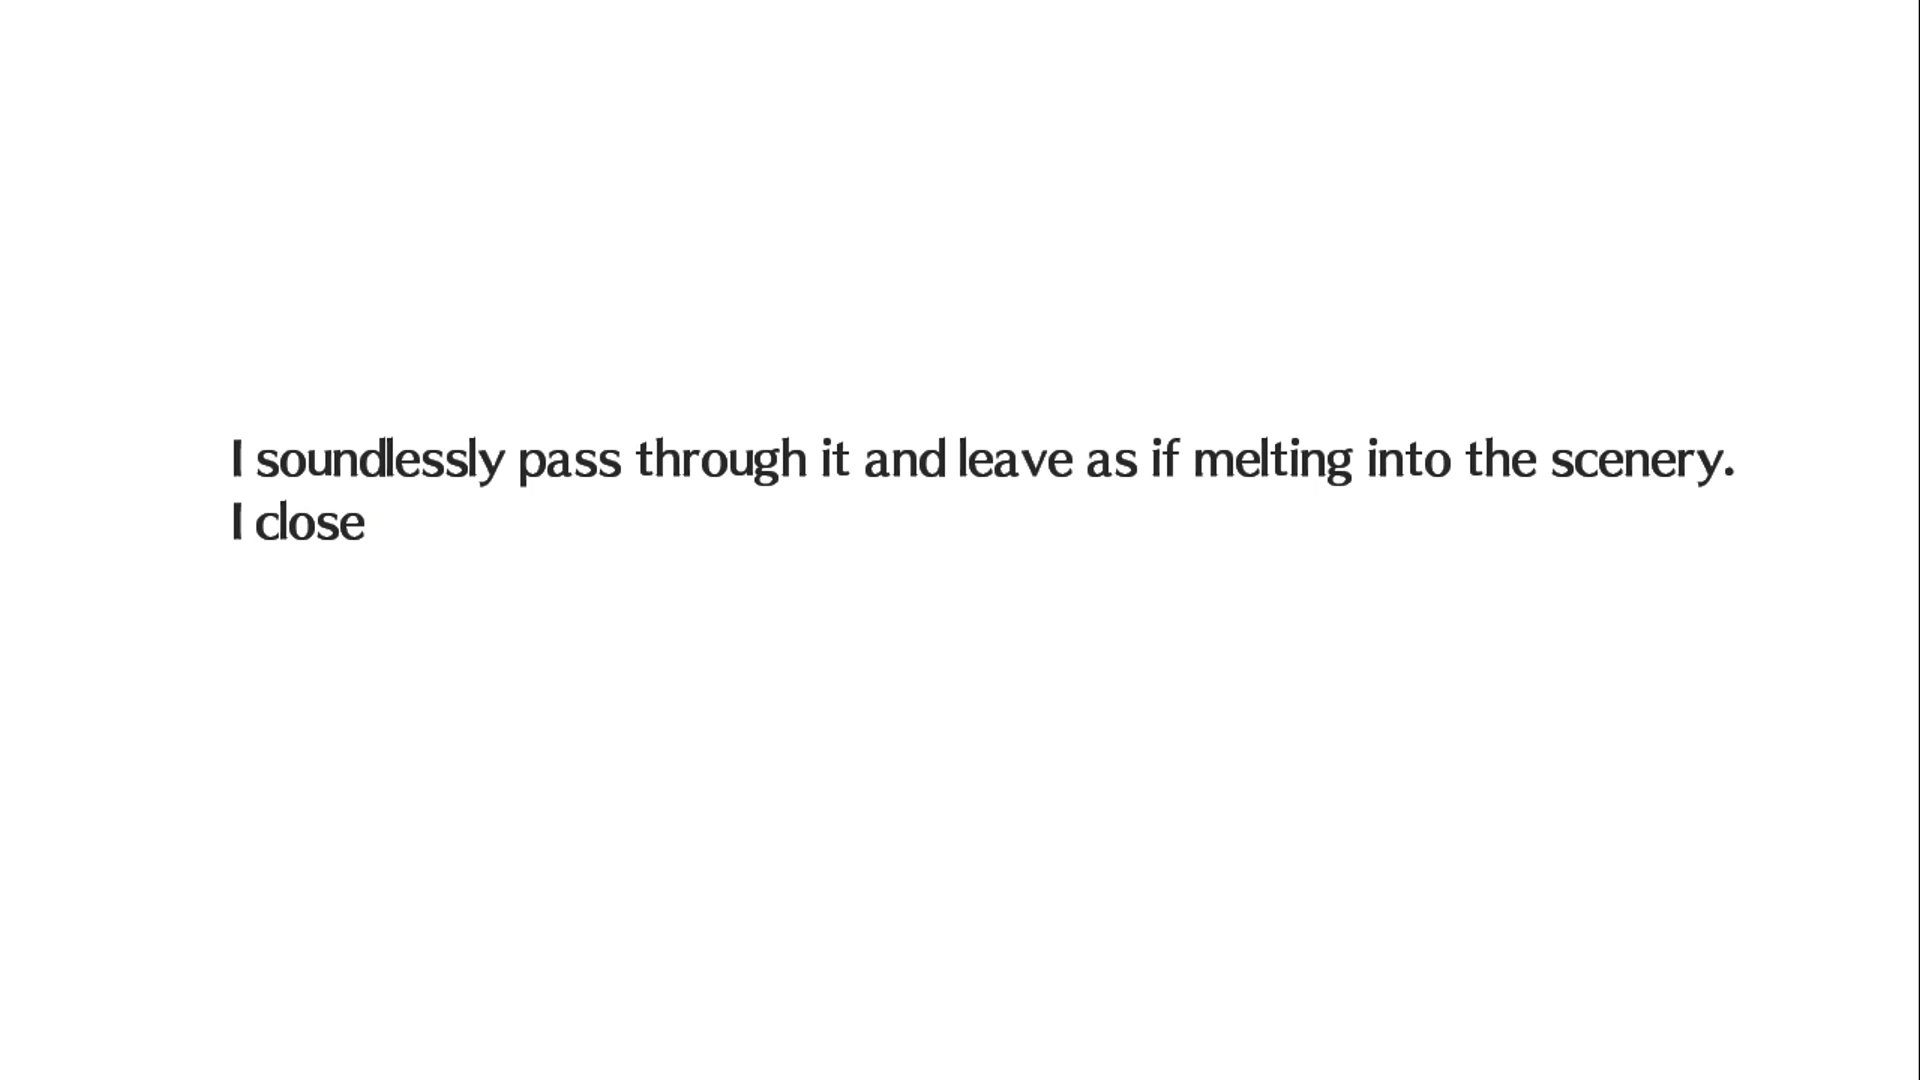 I soundlessly pass through it and leave as if melting into the scenery.
I close